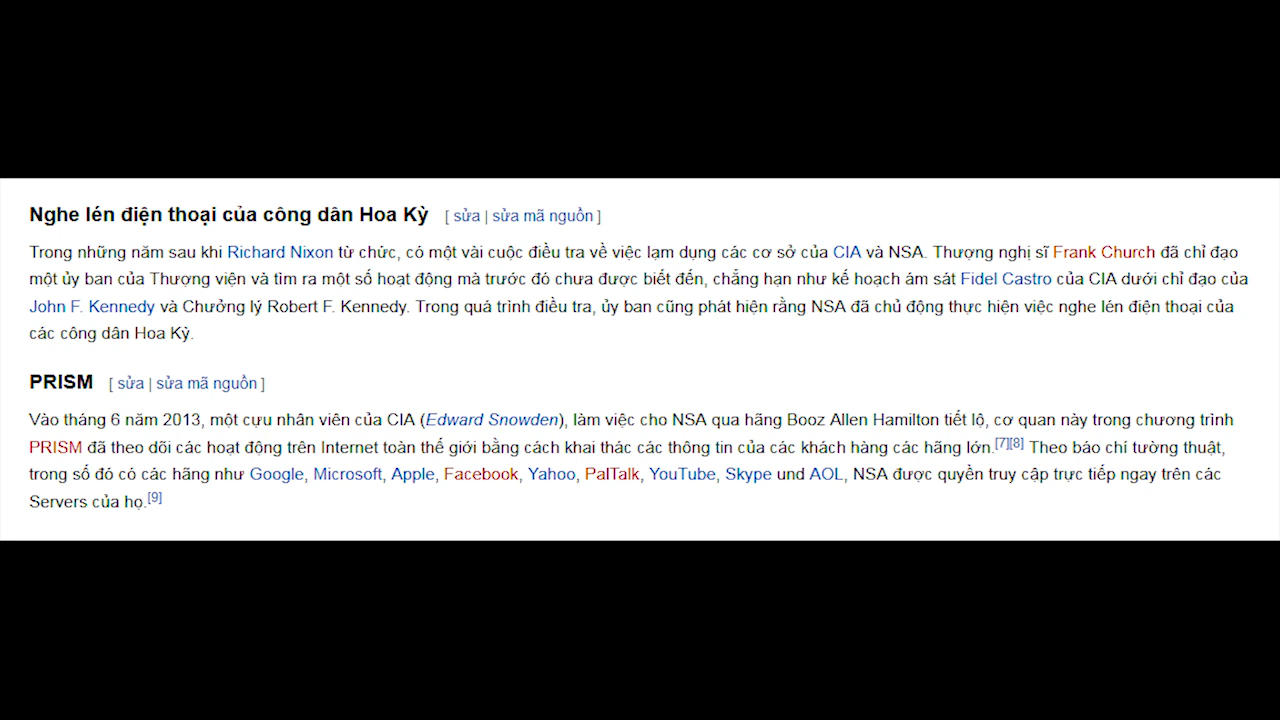 Nghe lén điện thoại của công dân Hoa Kỳ [ sửa | sửa mã nguồn ]
Trong những năm sau khi Richard Nixon từ chức, có một vài cuộc điều tra về việc lạm dụng các cơ sở của CIA và NSA. Thượng nghị sĩ Frank Church đã chỉ đạo
một ủy ban của Thượng viện và tìm ra một số hoạt động mà trước đó chưa được biết đến, chẳng hạn như kế hoạch ám sát Fidel Castro của CIA dưới chỉ đạo của
John F. Kennedy và Chưởng lý Robert F. Kennedy. Trong quá trình điều tra, ủy ban cũng phát hiện rằng NSA đã chủ động thực hiện việc nghe lén điện thoại của
các công dân Hoa Kỳ.
PRISM [ sửa | sửa mã nguồn ]
Vào tháng 6 năm 2013, một cựu nhân viên của CIA (Edward Snowden), làm việc cho NSA qua hãng Booz Allen Hamilton tiết lộ, cơ quan này trong chương trình
PRISM đã theo dõi các hoạt động trên Internet toàn thế giới bằng cách khai thác các thông tin của các khách hàng các hãng lớn.[7][8] Theo báo chí tường thuật,
trong số đó có các hãng như Google, Microsoft, Apple, Facebook, Yahoo, PalTalk, YouTube, Skype und AOL, NSA được quyền truy cập trực tiếp ngay trên các
Servers của họ.[9]